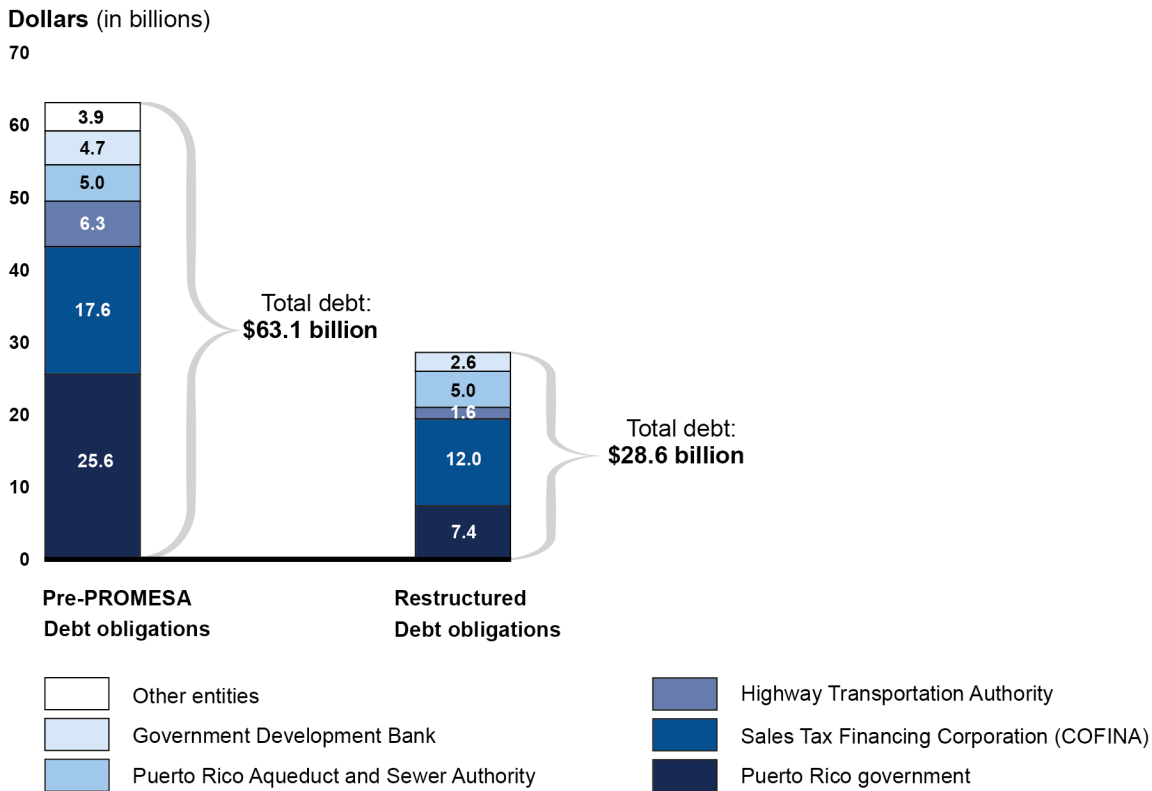 Dollars (in billions)
70
60
50
40
30
20
10
0
3.9
4.7
5.0
6.3
17.6
25.6
Total debt:
$63.1 billion
2.6
5.0
1.6
12.0
7.4
Total debt:
$28.6 billion
Pre-PROMESA
Debt obligations
Restructured
Debt obligations
Other entities
Government Development Bank
Puerto Rico Aqueduct and Sewer Authority
Highway Transportation Authority
Sales Tax Financing Corporation (COFINA)
Puerto Rico government